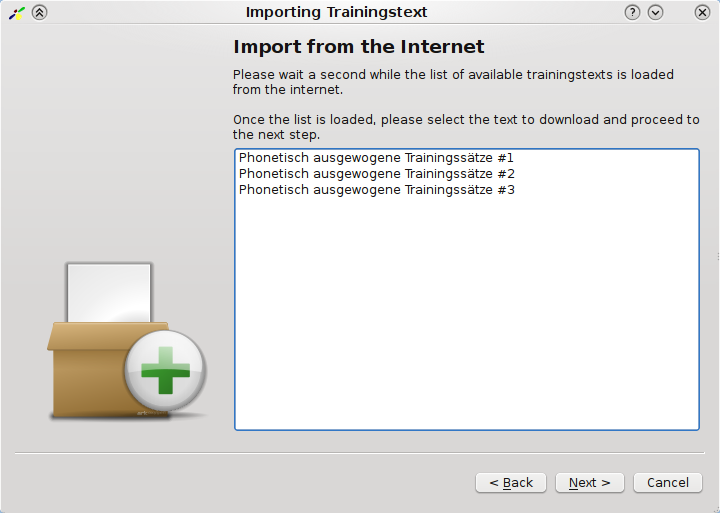 Importing Trainingstext
Import from the Internet
Please wait a second while the list of available trainingstexts is loaded
from the internet.
Once the list is loaded, please select the text to download and proceed to
the next step.
Phonetisch ausgewogene Trainingssätze #1
Phonetisch ausgewogene Trainingssätze #2
Phonetisch ausgewogene Trainingssätze #3
< Back
Next >
Cancel